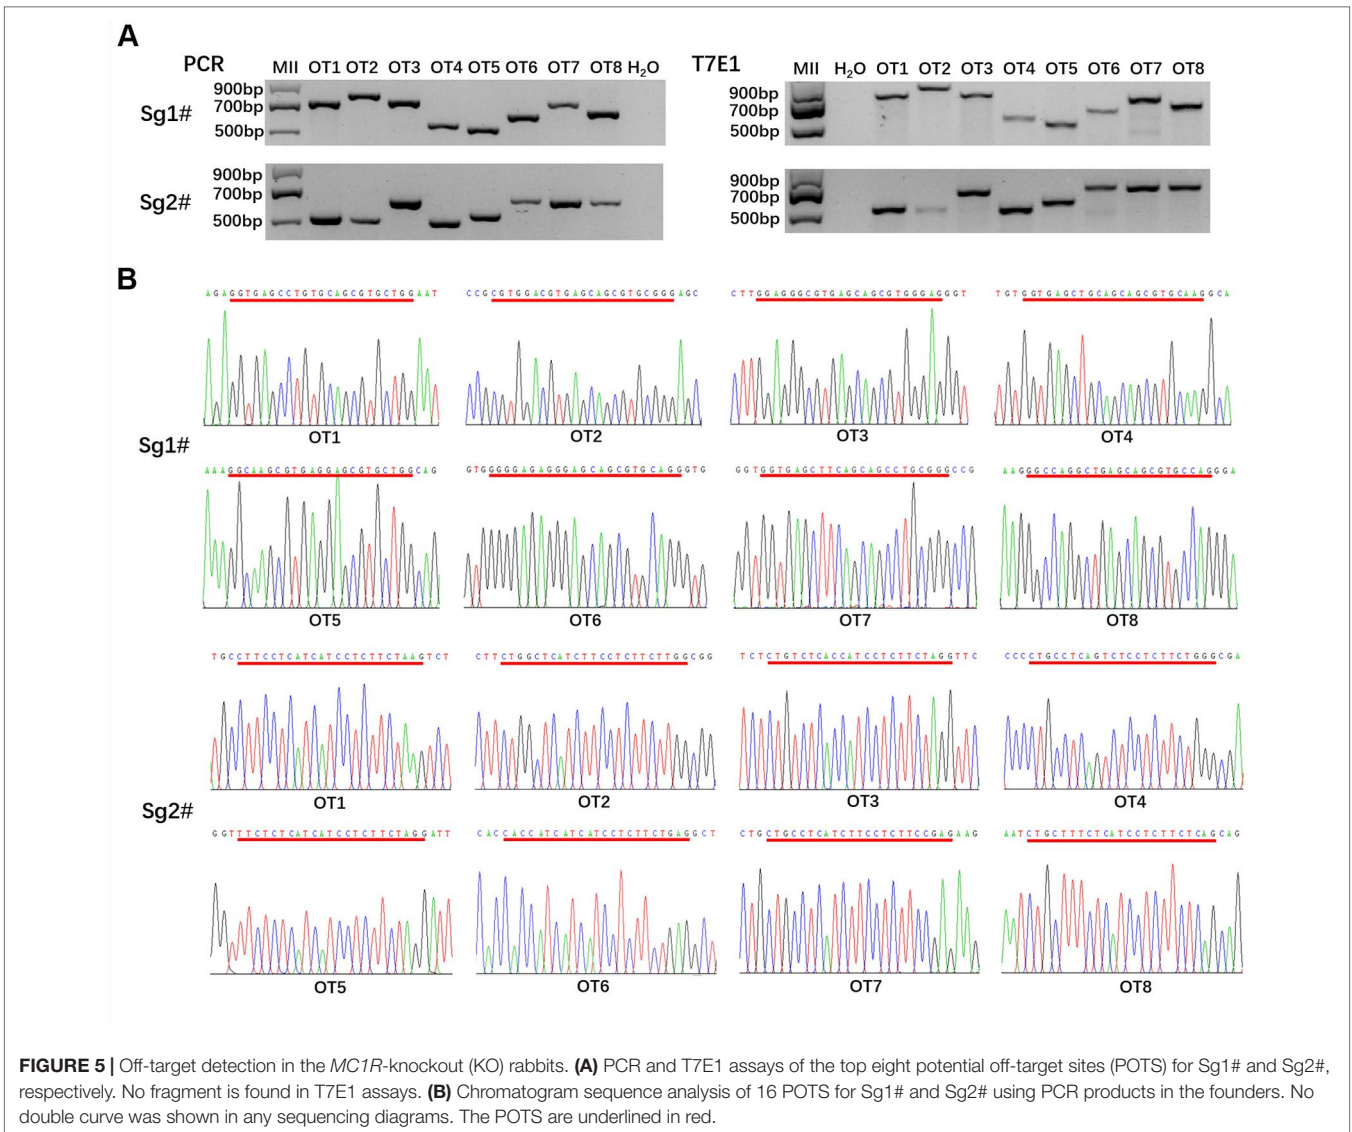 A
PCR
MII OT1 OT2 OT3 OT4 OT5 OT6 OT7 OT8 H₂O
T7E1
MII H₂O OT1 OT2 OT3 OT4 OT5 OT6 OT7 OT8
Sg1#
900bp
700bp
500bp
900bp
700bp
500bp
Sg2#
900bp
700bp
500bp
900bp
700bp
500bp
B
AGAGGTGAGCCTGTGCAGCGTGCTGGAAT
CCGCGTGGACGTGAGCAGCGTGCGGGAGC
CTTGGAGGGCGTGAGCAGCGTGGGAGGGT
TGTGGTGAGCTGCAGCAGCGTGCAAGGCA
OT1
OT2
OT3
OT4
Sg1#
AAAGGCAAGCGTGAGGAGCGTGCTGGCAG
GTGGGGGAGAGGGAGCAGCGTGCAGGGTG
GGTGGTGAGCTTCAGCAGCCTGCGGGCCG
AAGGGCCAGGCTGAGCAGCGTGCCAGGGA
OT5
OT6
OT7
OT8
TGCCTTCCTCATCATCCTCTTCTAAGTCT
CTTCTGGCTCATCTTCCTCTTCTTGGCGG
TCTCTGTCTCACCATCCTCTTCTAGGTTC
CCCCTGCCTCAGTCTCCTCTTCTGGGCGA
OT1
OT2
OT3
OT4
Sg2#
GGTTTCTCTCATCATCCTCTTCTAGGATT
CACCACCATCATCATCCTCTTCTGAGGCT
CTGCTGCCTCATCTTCCTCTTCCGAGAAG
AATCTGCTTTCTCATCCTCTTCTCAGCAG
OT5
OT6
OT7
OT8
FIGURE 5 | Off-target detection in the MC1R-knockout (KO) rabbits. (A) PCR and T7E1 assays of the top eight potential off-target sites (POTS) for Sg1# and Sg2#,
respectively. No fragment is found in T7E1 assays. (B) Chromatogram sequence analysis of 16 POTS for Sg1# and Sg2# using PCR products in the founders. No
double curve was shown in any sequencing diagrams. The POTS are underlined in red.